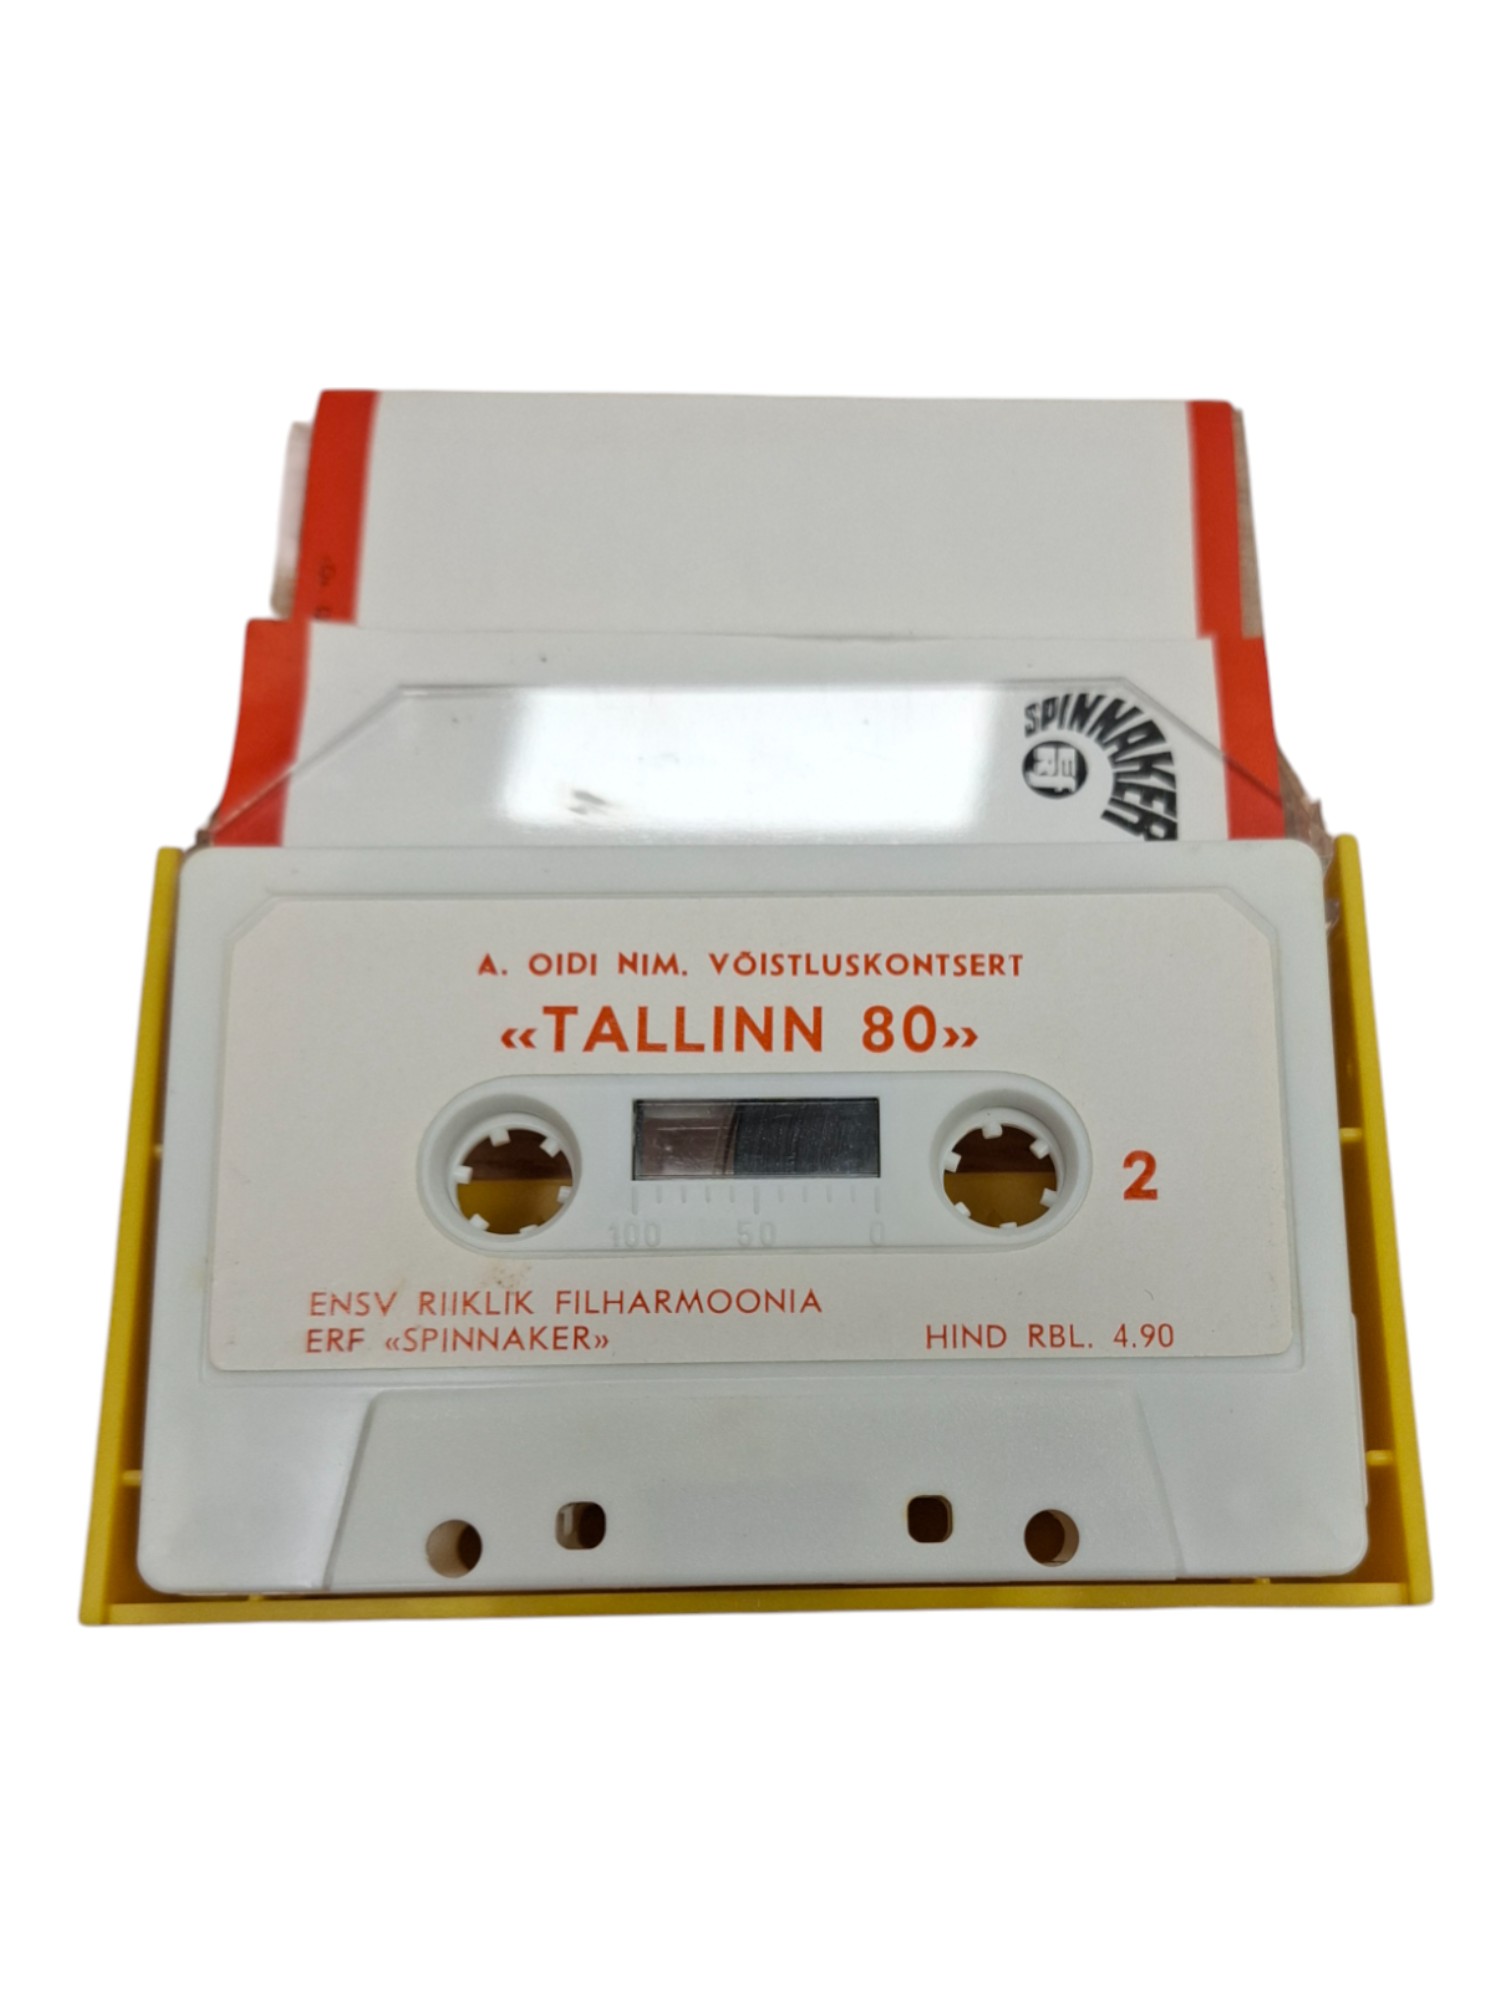 SPINNAKER
A. OIDI NIM. VÕISTLUSKONTSERT
«TALLINN 80»
2
100 50 0
ENSV RIIKLIK FILHARMOONIA
ERF «SPINNAKER»
HIND RBL. 4.90